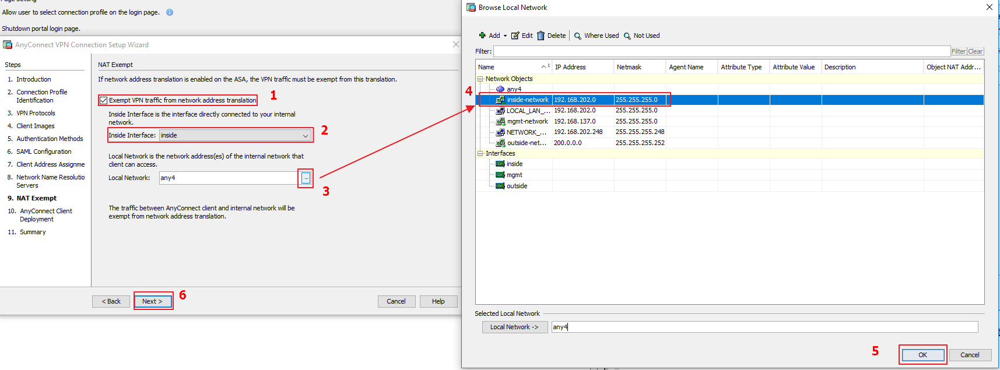 Page Setting
Allow user to select connection profile on the login page.
Shutdown portal login page.
AnyConnect VPN Connection Setup Wizard
Steps
1. Introduction
2. Connection Profile
Identification
3. VPN Protocols
4. Client Images
5. Authentication Methods
6. SAML Configuration
7. Client Address Assignme
8. Network Name Resolutio
Servers
9. NAT Exempt
10. AnyConnect Client
Deployment
11. Summary
NAT Exempt
If network address translation is enabled on the ASA, the VPN traffic must be exempt from this translation.
Exempt VPN traffic from network address translation
1
Inside Interface is the interface directly connected to your internal
network.
Inside Interface: inside
2
Local Network is the network address(es) of the internal network that
client can access.
Local Network: any4 ...
3
The traffic between AnyConnect client and internal network will be
exempt from network address translation.
< Back Next > 6 Cancel Help
Browse Local Network
Add Edit Delete Where Used Not Used
Filter: Filter Clear
Name 1 IP Address Netmask Agent Name Attribute Type Attribute Value Description Object NAT Addr...
Network Objects
any4
4
inside-network 192.168.202.0 255.255.255.0
LOCAL_LAN_... 192.168.202.0 255.255.255.0
mgmt-network 192.168.137.0 255.255.255.0
NETWORK_... 192.168.202.248 255.255.255.248
outside-net... 200.0.0.0 255.255.255.252
Interfaces
inside
mgmt
outside
Selected Local Network
Local Network -> any4
5 OK Cancel